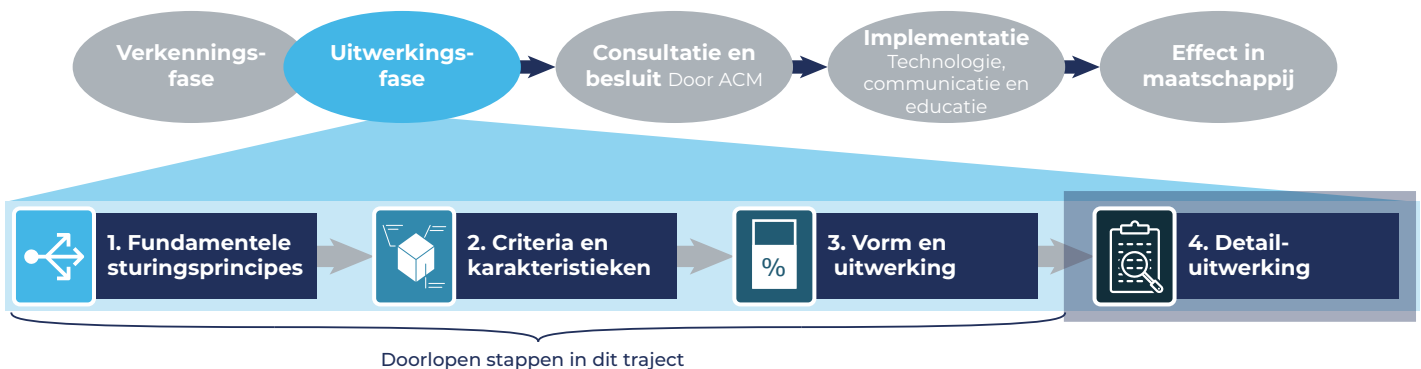 Verkennings-
fase
Uitwerkings-
fase
Consultatie en
besluit Door ACM
Implementatie
Technologie,
communicatie en
educatie
Effect in
maatschappij
1. Fundamentele
sturingsprincipes
2. Criteria en
karakteristieken
%
3. Vorm en
uitwerking
4. Detail-
uitwerking
Doorlopen stappen in dit traject